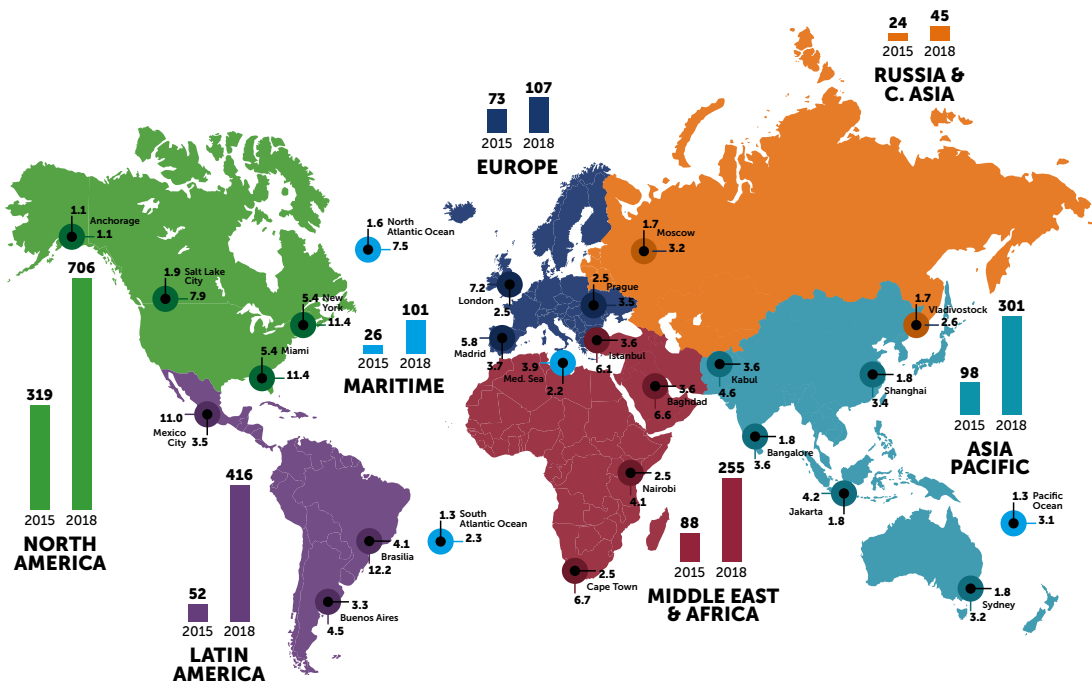 24
45
2015
2018
RUSSIA &
C. ASIA
73
107
2015
2018
EUROPE
1.1
Anchorage
1.1
1.6
North
Atlantic Ocean
7.5
1.7
Moscow
3.2
706
319
2015
2018
NORTH
AMERICA
1.9
Salt Lake
City
7.9
5.4
New
York
11.4
5.4
Miami
11.4
26
101
2015
2018
MARITIME
7.2
London
2.5
2.5
Prague
3.5
5.8
Madrid
3.7
3.6
Istanbul
6.1
3.9
Med. Sea
2.2
3.6
Baghdad
6.6
3.6
Kabul
4.6
1.7
Vladivostock
2.6
1.8
Shanghai
3.4
98
301
2015
2018
ASIA
PACIFIC
11.0
Mexico
City
3.5
1.8
Bangalore
3.6
52
416
2015
2018
LATIN
AMERICA
4.1
Brasilia
12.2
1.3
South
Atlantic Ocean
2.3
2.5
Nairobi
4.1
88
255
2015
2018
MIDDLE EAST
& AFRICA
4.2
Jakarta
1.8
1.3
Pacific
Ocean
3.1
3.3
Buenos Aires
4.5
2.5
Cape Town
6.7
1.8
Sydney
3.2